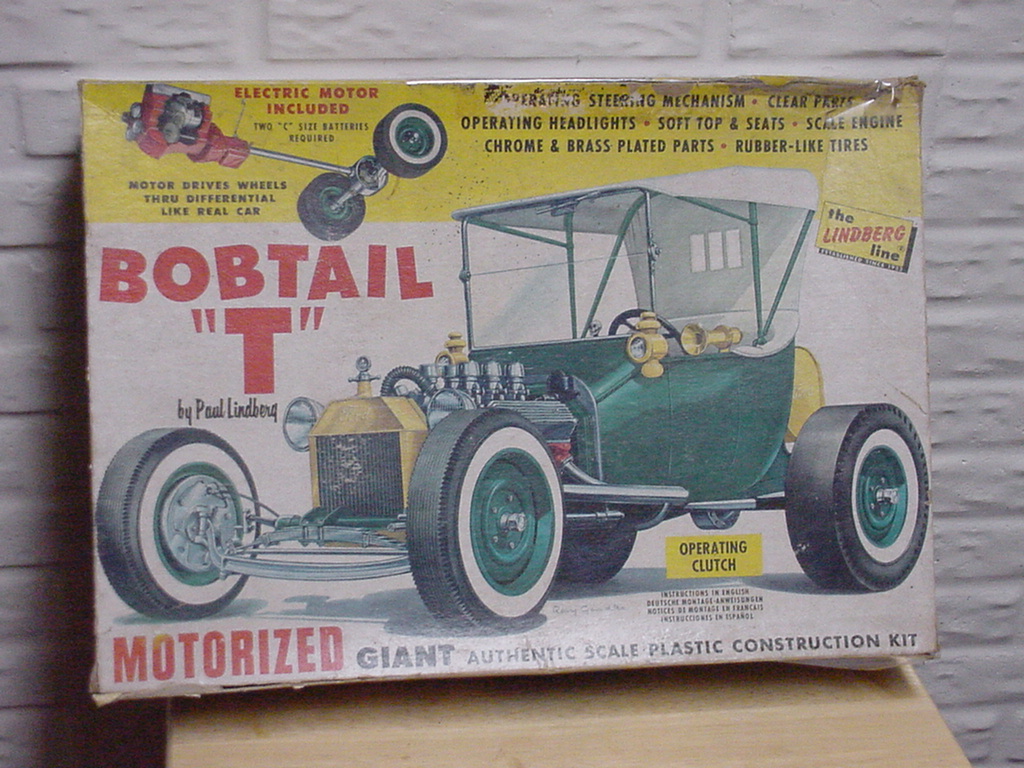 ELECTRIC MOTOR
INCLUDED
TWO "C" SIZE BATTERIES
REQUIRED
MOTOR DRIVES WHEELS
THRU DIFFERENTIAL
LIKE REAL CAR
OPERATING STEERING MECHANISM • CLEAR PARTS
OPERATING HEADLIGHTS • SOFT TOP & SEATS • SCALE ENGINE
CHROME & BRASS PLATED PARTS • RUBBER-LIKE TIRES
the
LINDBERG
line
BOBTAIL
"T"
by Paul Lindberg
OPERATING
CLUTCH
INSTRUCTIONS IN ENGLISH
DEUTSCHE MONTAGE-ANWEISUNGEN
NOTICES DE MONTAGE EN FRANCAIS
INSTRUCCIONES EN ESPAÑOL
MOTORIZED GIANT AUTHENTIC SCALE PLASTIC CONSTRUCTION KIT